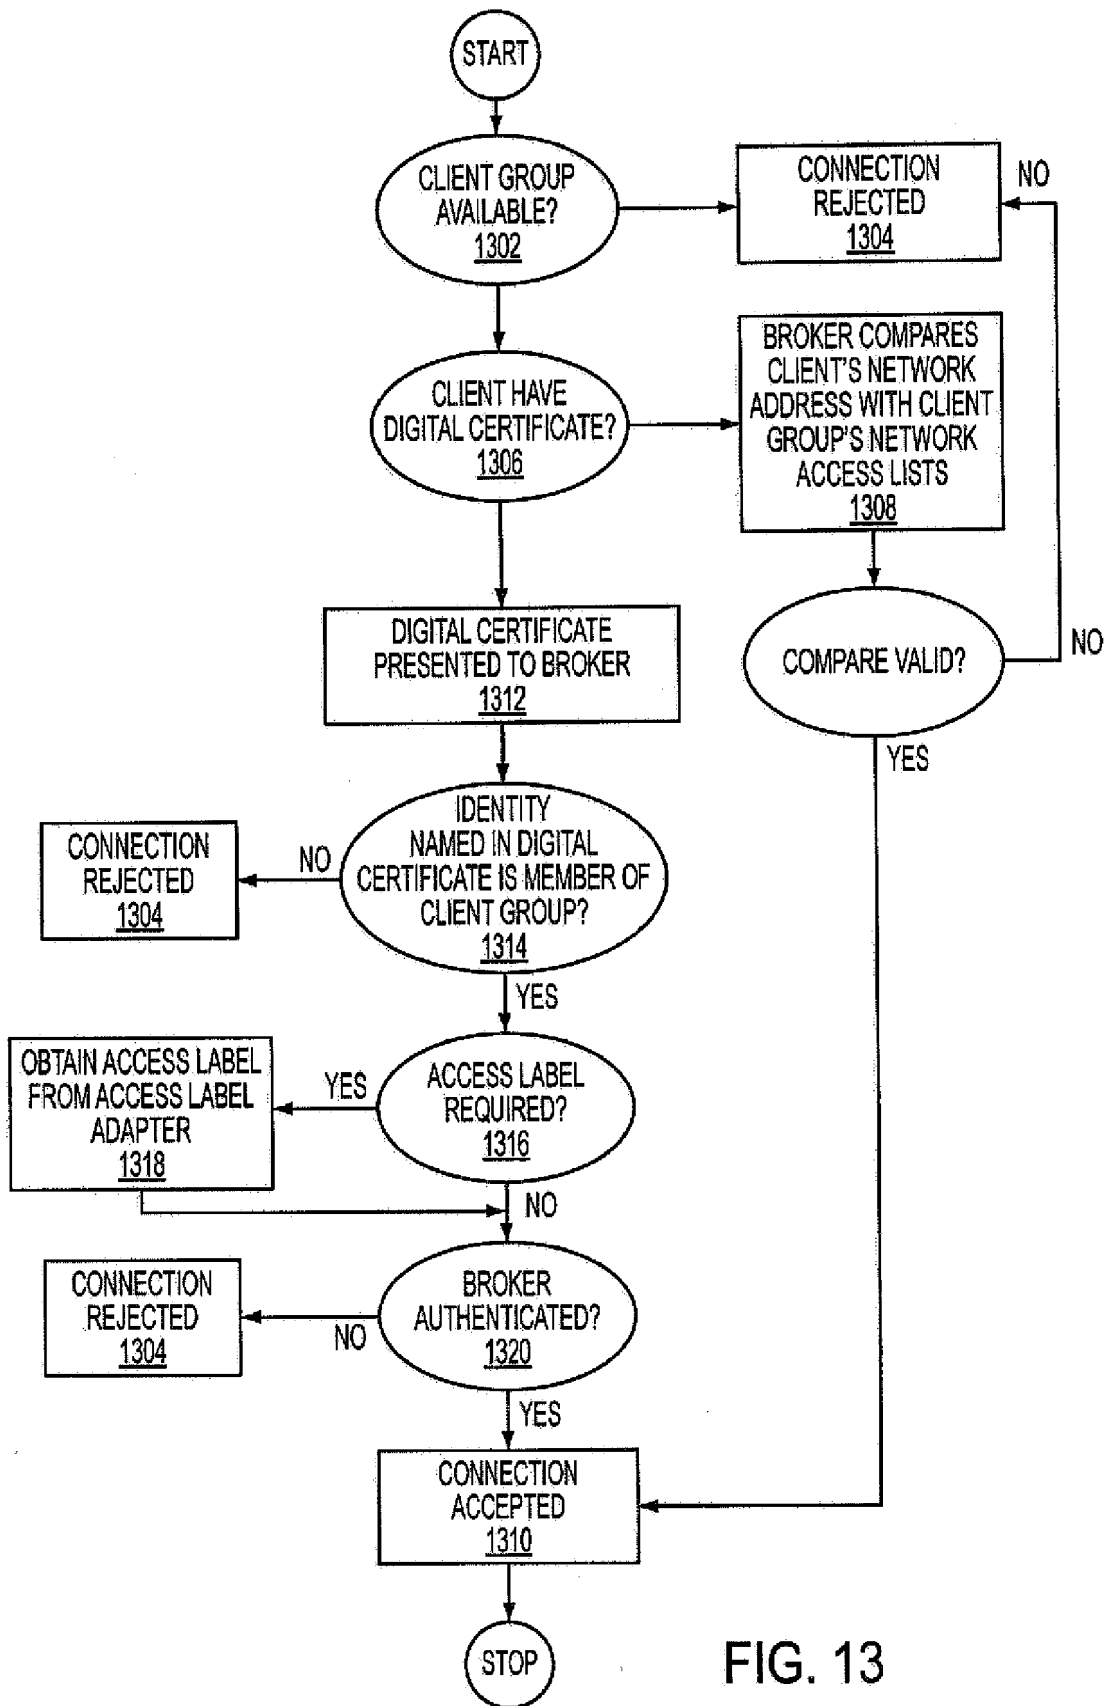 START
CLIENT GROUP
AVAILABLE?
1302
CONNECTION
REJECTED
1304
NO
CLIENT HAVE
DIGITAL CERTIFICATE?
1306
BROKER COMPARES
CLIENT'S NETWORK
ADDRESS WITH CLIENT
GROUP'S NETWORK
ACCESS LISTS
1308
DIGITAL CERTIFICATE
PRESENTED TO BROKER
1312
COMPARE VALID?
NO
YES
IDENTITY
NAMED IN DIGITAL
CERTIFICATE IS MEMBER OF
CLIENT GROUP?
1314
NO
CONNECTION
REJECTED
1304
YES
ACCESS LABEL
REQUIRED?
1316
YES
OBTAIN ACCESS LABEL
FROM ACCESS LABEL
ADAPTER
1318
NO
BROKER
AUTHENTICATED?
1320
NO
CONNECTION
REJECTED
1304
YES
CONNECTION
ACCEPTED
1310
STOP
FIG. 13